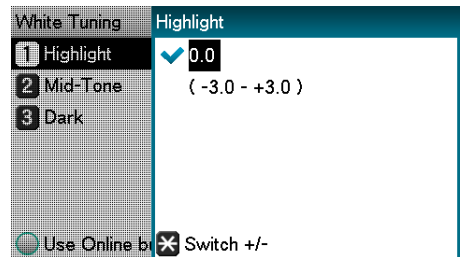 White Tuning
1 Highlight
2 Mid-Tone
3 Dark
Use Online
Highlight
0.0
( -3.0 - +3.0 )
Switch +/-